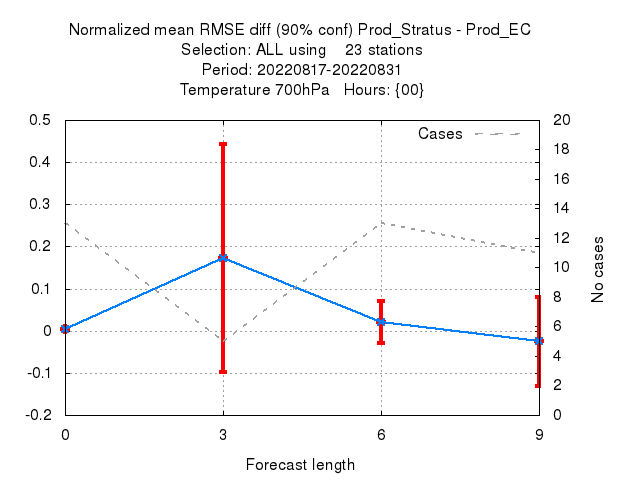 Normalized mean RMSE diff (90% conf) Prod_Stratus - Prod_EC
Selection: ALL using 23 stations
Period: 20220817-20220831
Temperature 700hPa Hours: {00}
Cases
0.5
0.4
0.3
0.2
0.1
0
-0.1
-0.2
20
18
16
14
12
10
8
6
4
2
0
No cases
0 3 6 9
Forecast length